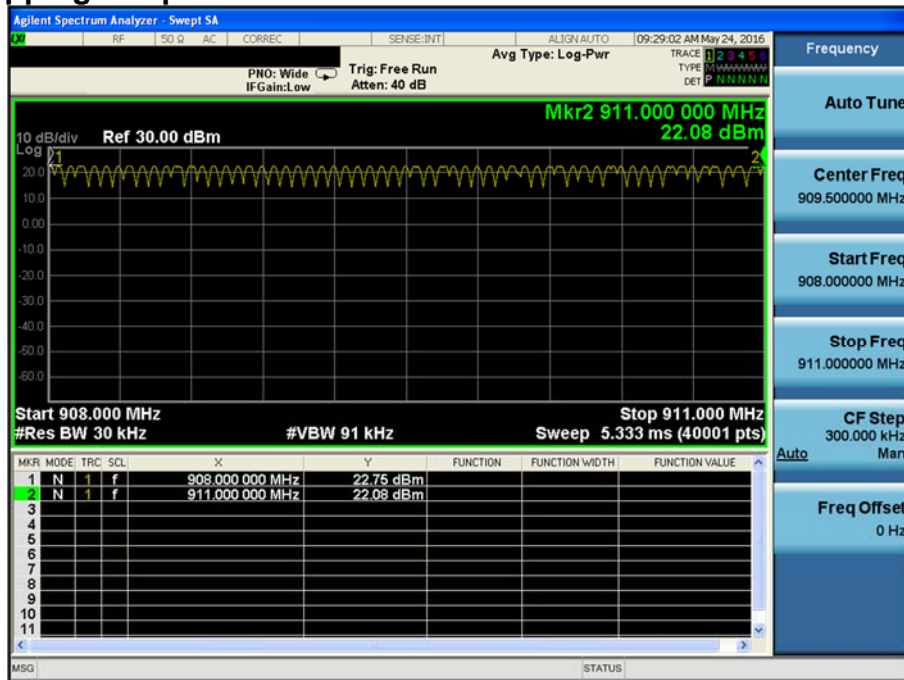 Agilent Spectrum Analyzer - Swept SA
LXI RF 50 Ω AC CORREC SENSE:INT ALIGN AUTO 09:29:02 AM May 24, 2016
Frequency
Avg Type: Log-Pwr
TRACE 1 2 3 4 5 6
PNO: Wide Trig: Free Run
TYPE M WWWWW
IFGain:Low Atten: 40 dB
DET P N N N N N
Auto Tune
Mkr2 911.000 000 MHz
10 dB/div Ref 30.00 dBm 22.08 dBm
Log
1
2
20.0
10.0
0.00
-10.0
-20.0
-30.0
-40.0
-50.0
-60.0
Center Freq
909.500000 MHz
Start Freq
908.000000 MHz
Stop Freq
911.000000 MHz
Start 908.000 MHz Stop 911.000 MHz
#Res BW 30 kHz #VBW 91 kHz Sweep 5.333 ms (40001 pts)
CF Step
300.000 kHz
Auto Man
MKR MODE TRC SCL X Y FUNCTION FUNCTION WIDTH FUNCTION VALUE
1 N 1 f 908.000 000 MHz 22.75 dBm
2 N 1 f 911.000 000 MHz 22.08 dBm
3
4
5
6
7
8
9
10
11
Freq Offset
0 Hz
MSG STATUS